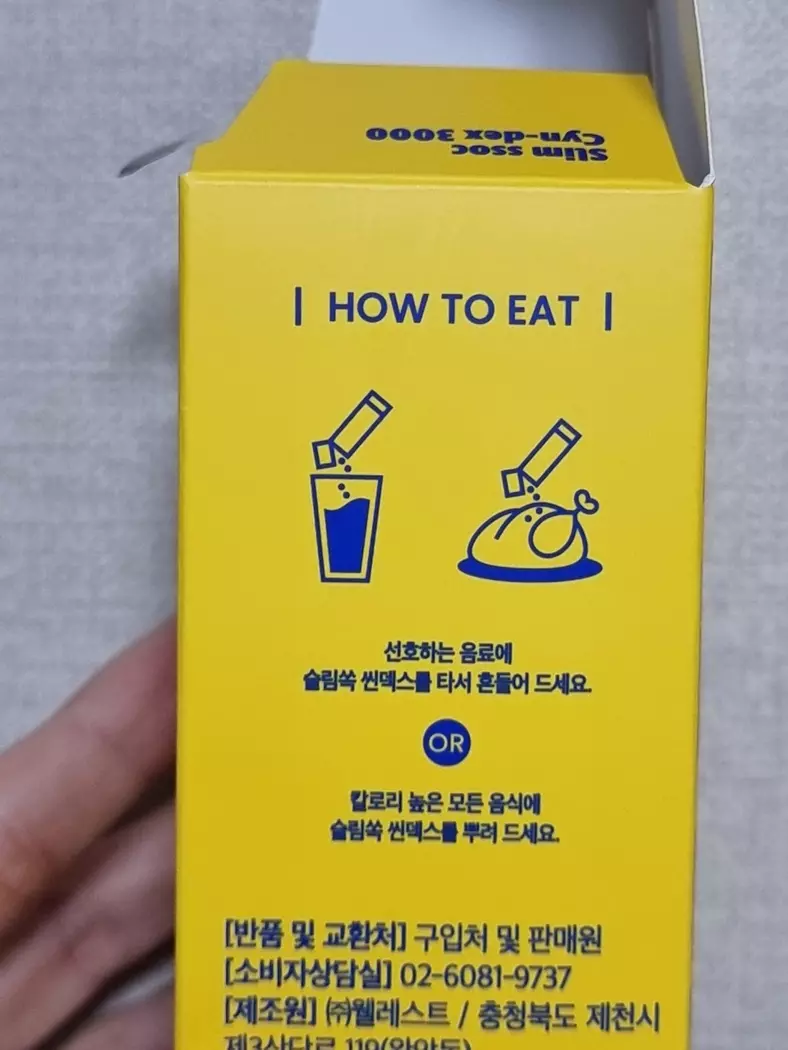 Slim ssoc
Cyn-dex 3000
| HOW TO EAT |
선호하는 음료에
슬림쏙 씬덱스를 타서 흔들어 드세요.
OR
칼로리 높은 모든 음식에
슬림쏙 씬덱스를 뿌려 드세요.
[반품 및 교환처] 구입처 및 판매원
[소비자상담실] 02-6081-9737
[제조원] ㈜웰레스트 / 충청북도 제천시